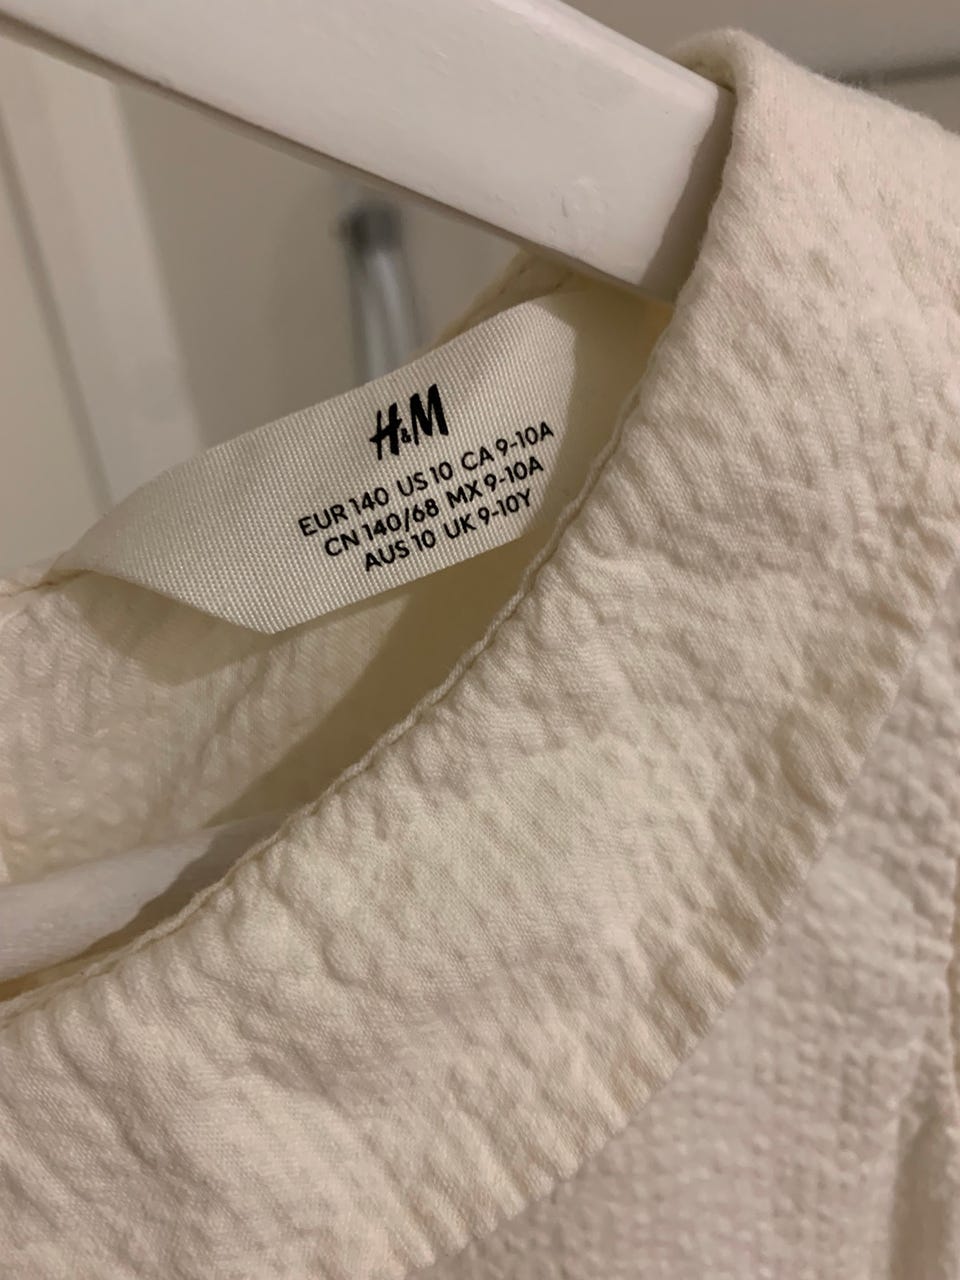 H&M
EUR 140 US 10 CA 9-10A
CN 140/68 MX 9-10A
AUS 10 UK 9-10Y